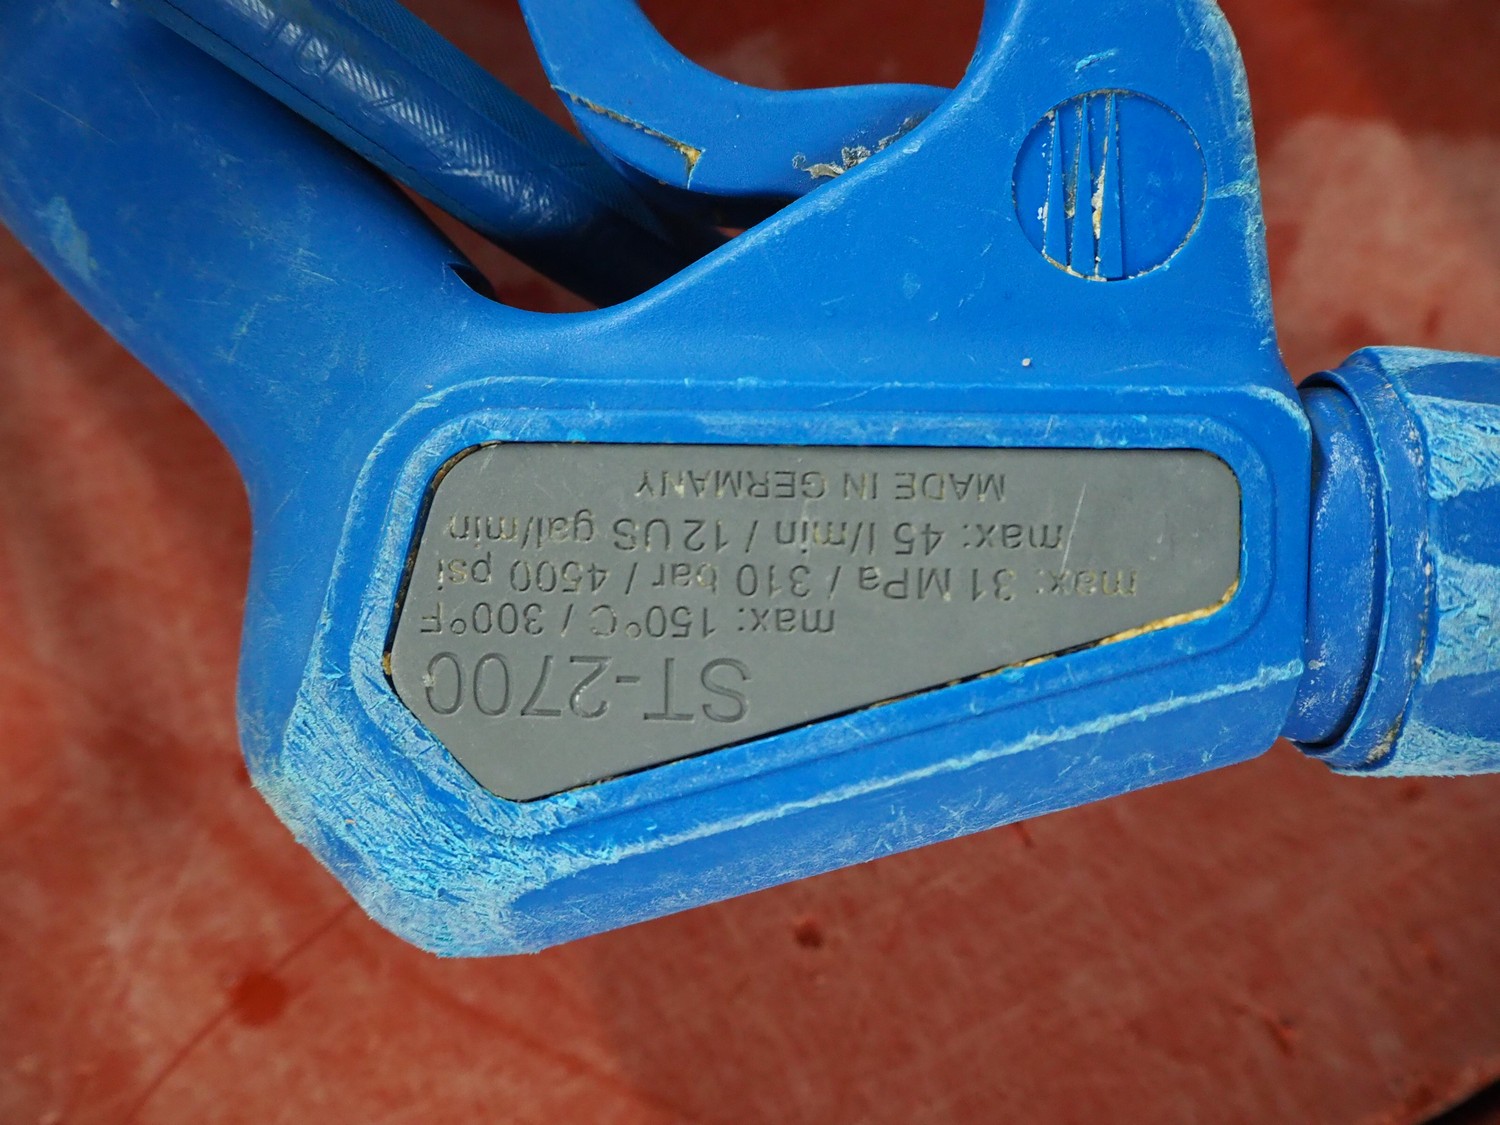 ST-2700
max: 150°C / 300°F
max: 31 MPa / 310 bar / 4500 psi
max: 45 l/min / 12 US gal/min
MADE IN GERMANY